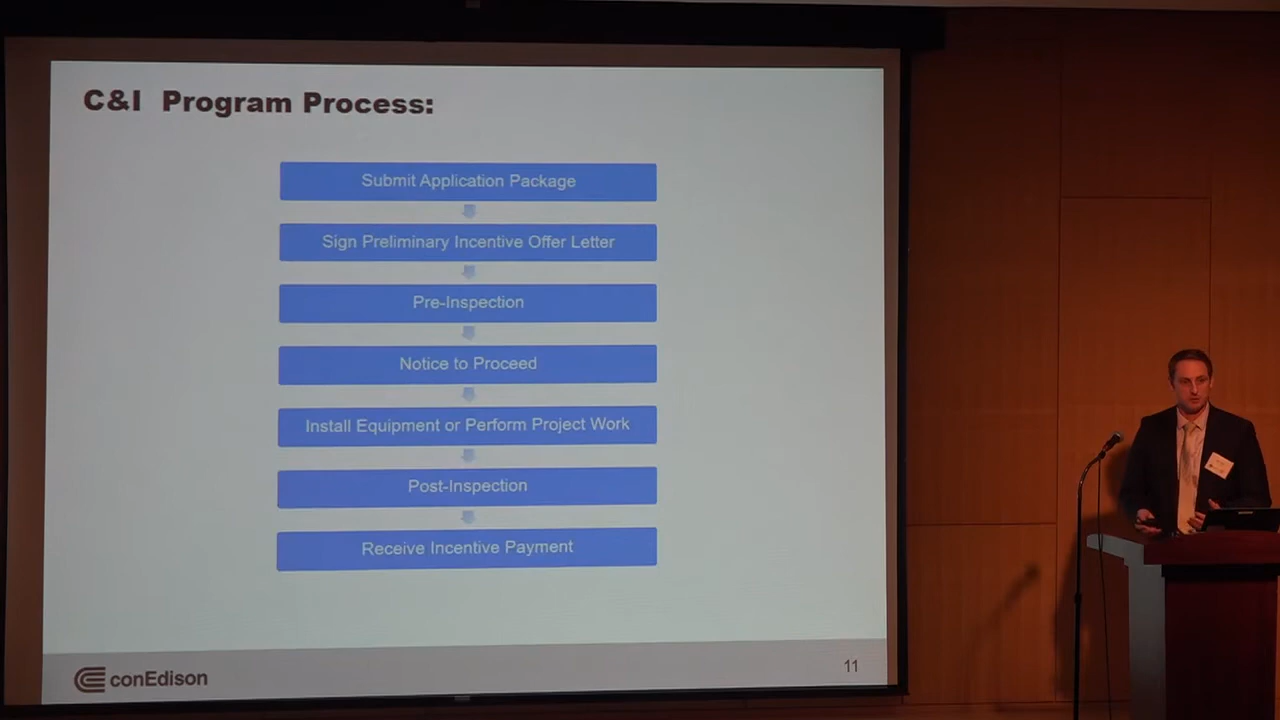 C&I Program Process:
Submit Application Package
Sign Preliminary Incentive Offer Letter
Pre-Inspection
Notice to Proceed
Install Equipment or Perform Project Work
Post-Inspection
Receive Incentive Payment
conEdison
11